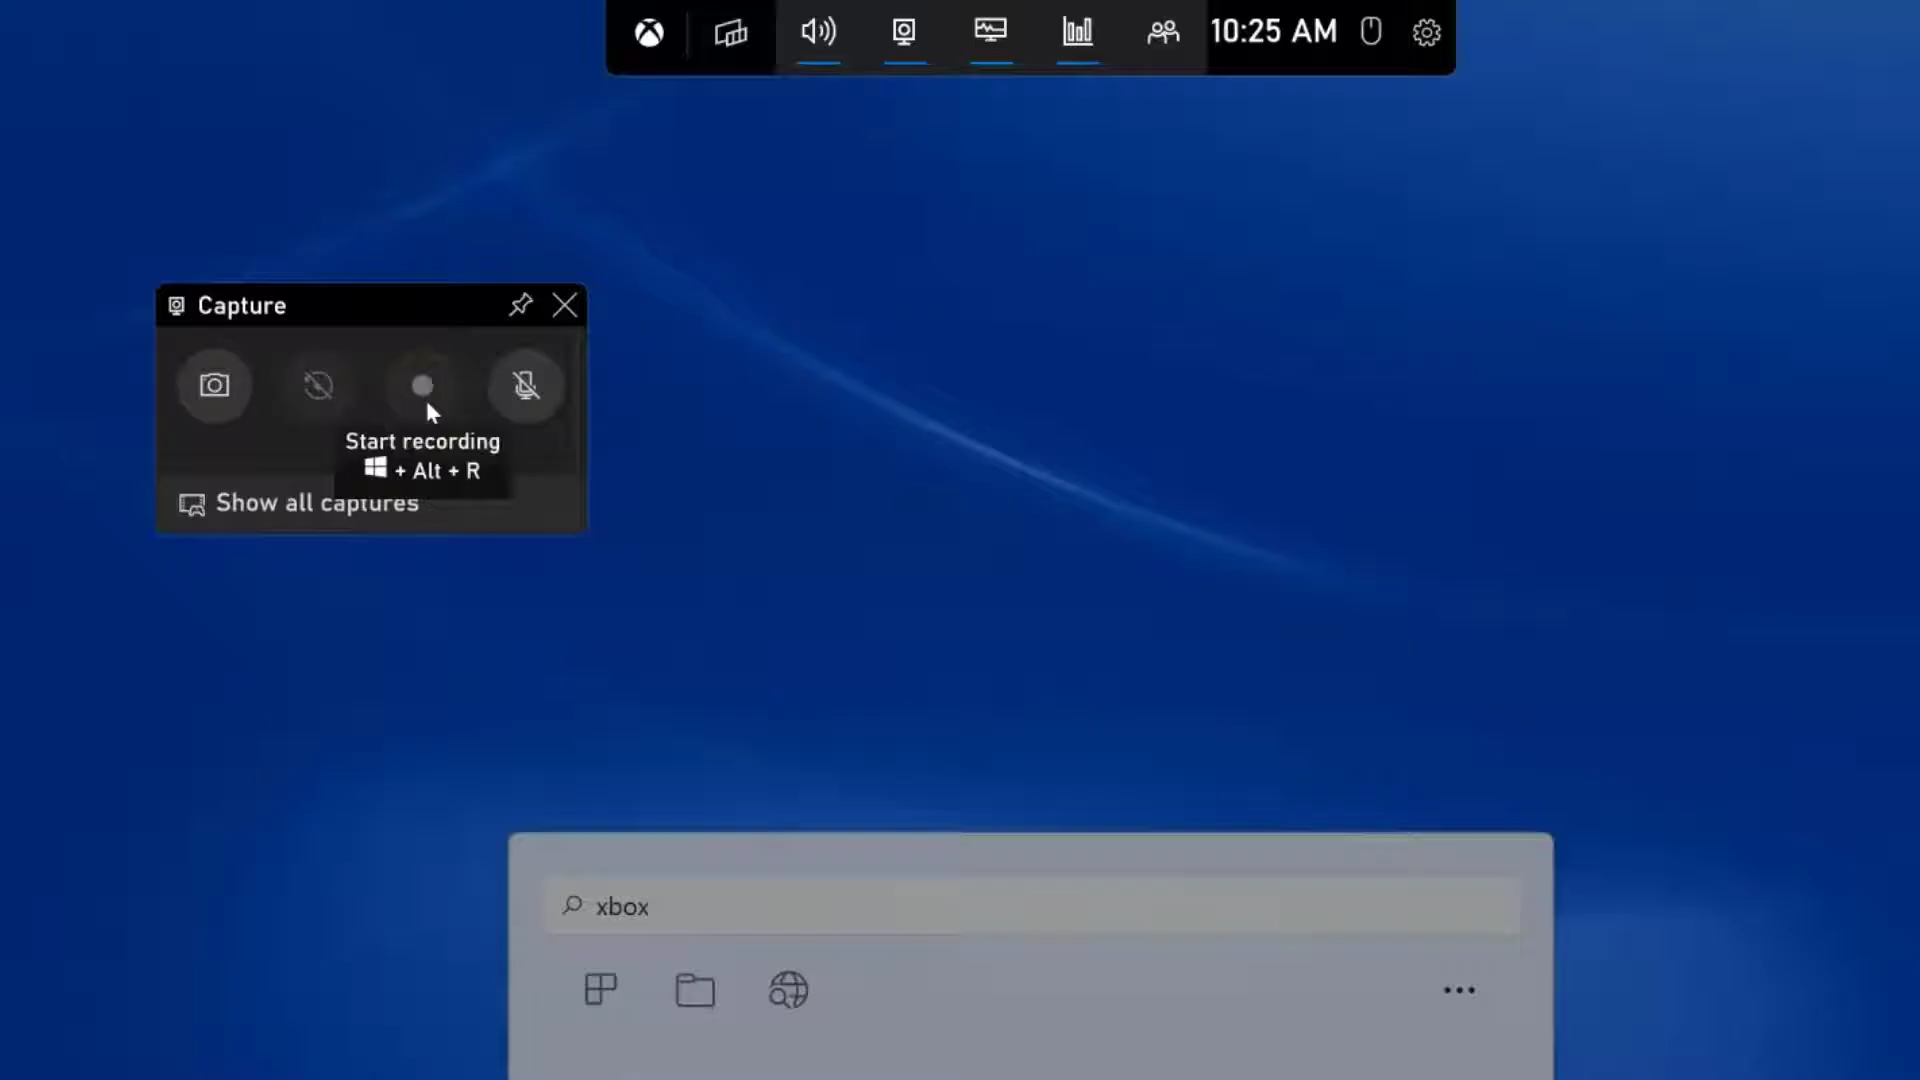 10:25 AM
Capture
Start recording
+ Alt + R
Show all captures
xbox